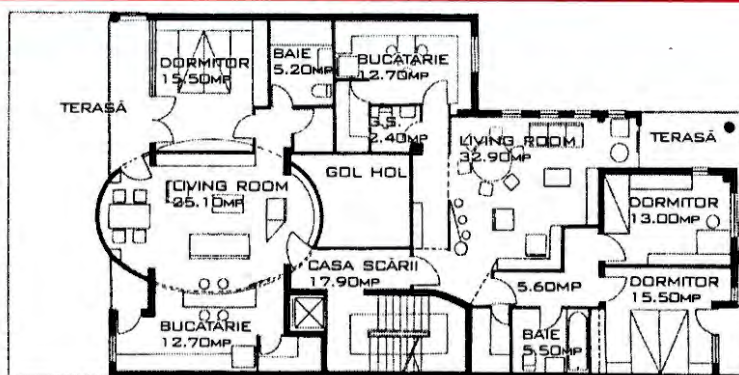 DORMITOR
15.50MP
BAIE
5.20MP
BUCATARIE
12.70MP
TERASĂ
G.S.
2.40MP
LIVING ROOM
32.90MP
TERASĂ
LIVING ROOM
25.10MP
GOL HOL
DORMITOR
13.00MP
CASA SCĂRII
17.90MP
5.60MP
DORMITOR
15.50MP
BUCATARIE
12.70MP
BAIE
5.50MP